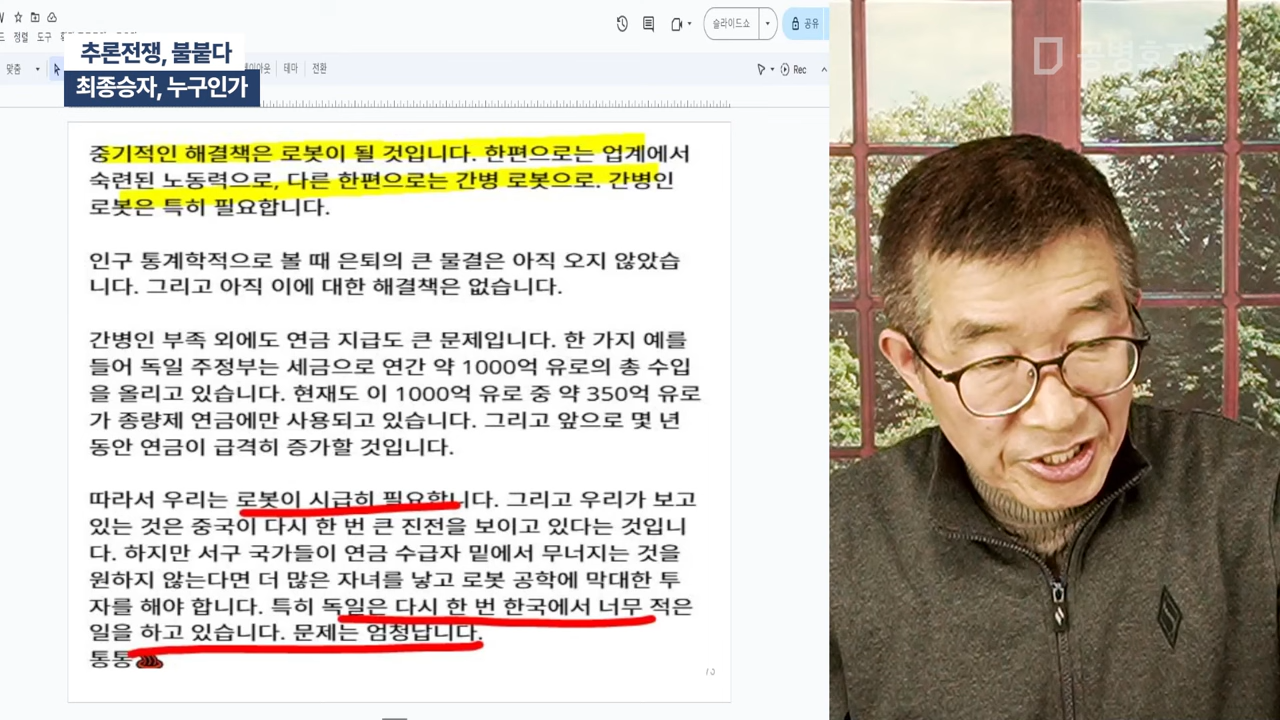 정렬 도구
슬라이드쇼
공유
추론전쟁, 불붙다
최종승자, 누구인가
맞춤
테마
전환
Rec
공병호
중기적인 해결책은 로봇이 될 것입니다. 한편으로는 업계에서
숙련된 노동력으로, 다른 한편으로는 간병 로봇으로. 간병인
로봇은 특히 필요합니다.
인구 통계학적으로 볼 때 은퇴의 큰 물결은 아직 오지 않았습
니다. 그리고 아직 이에 대한 해결책은 없습니다.
간병인 부족 외에도 연금 지급도 큰 문제입니다. 한 가지 예를
들어 독일 주정부는 세금으로 연간 약 1000억 유로의 총 수입
을 올리고 있습니다. 현재도 이 1000억 유로 중 약 350억 유로
가 종량제 연금에만 사용되고 있습니다. 그리고 앞으로 몇 년
동안 연금이 급격히 증가할 것입니다.
따라서 우리는 로봇이 시급히 필요합니다. 그리고 우리가 보고
있는 것은 중국이 다시 한 번 큰 진전을 보이고 있다는 것입니
다. 하지만 서구 국가들이 연금 수급자 밑에서 무너지는 것을
원하지 않는다면 더 많은 자녀를 낳고 로봇 공학에 막대한 투
자를 해야 합니다. 특히 독일은 다시 한 번 한국에서 너무 적은
일을 하고 있습니다. 문제는 엄청납니다.
통통